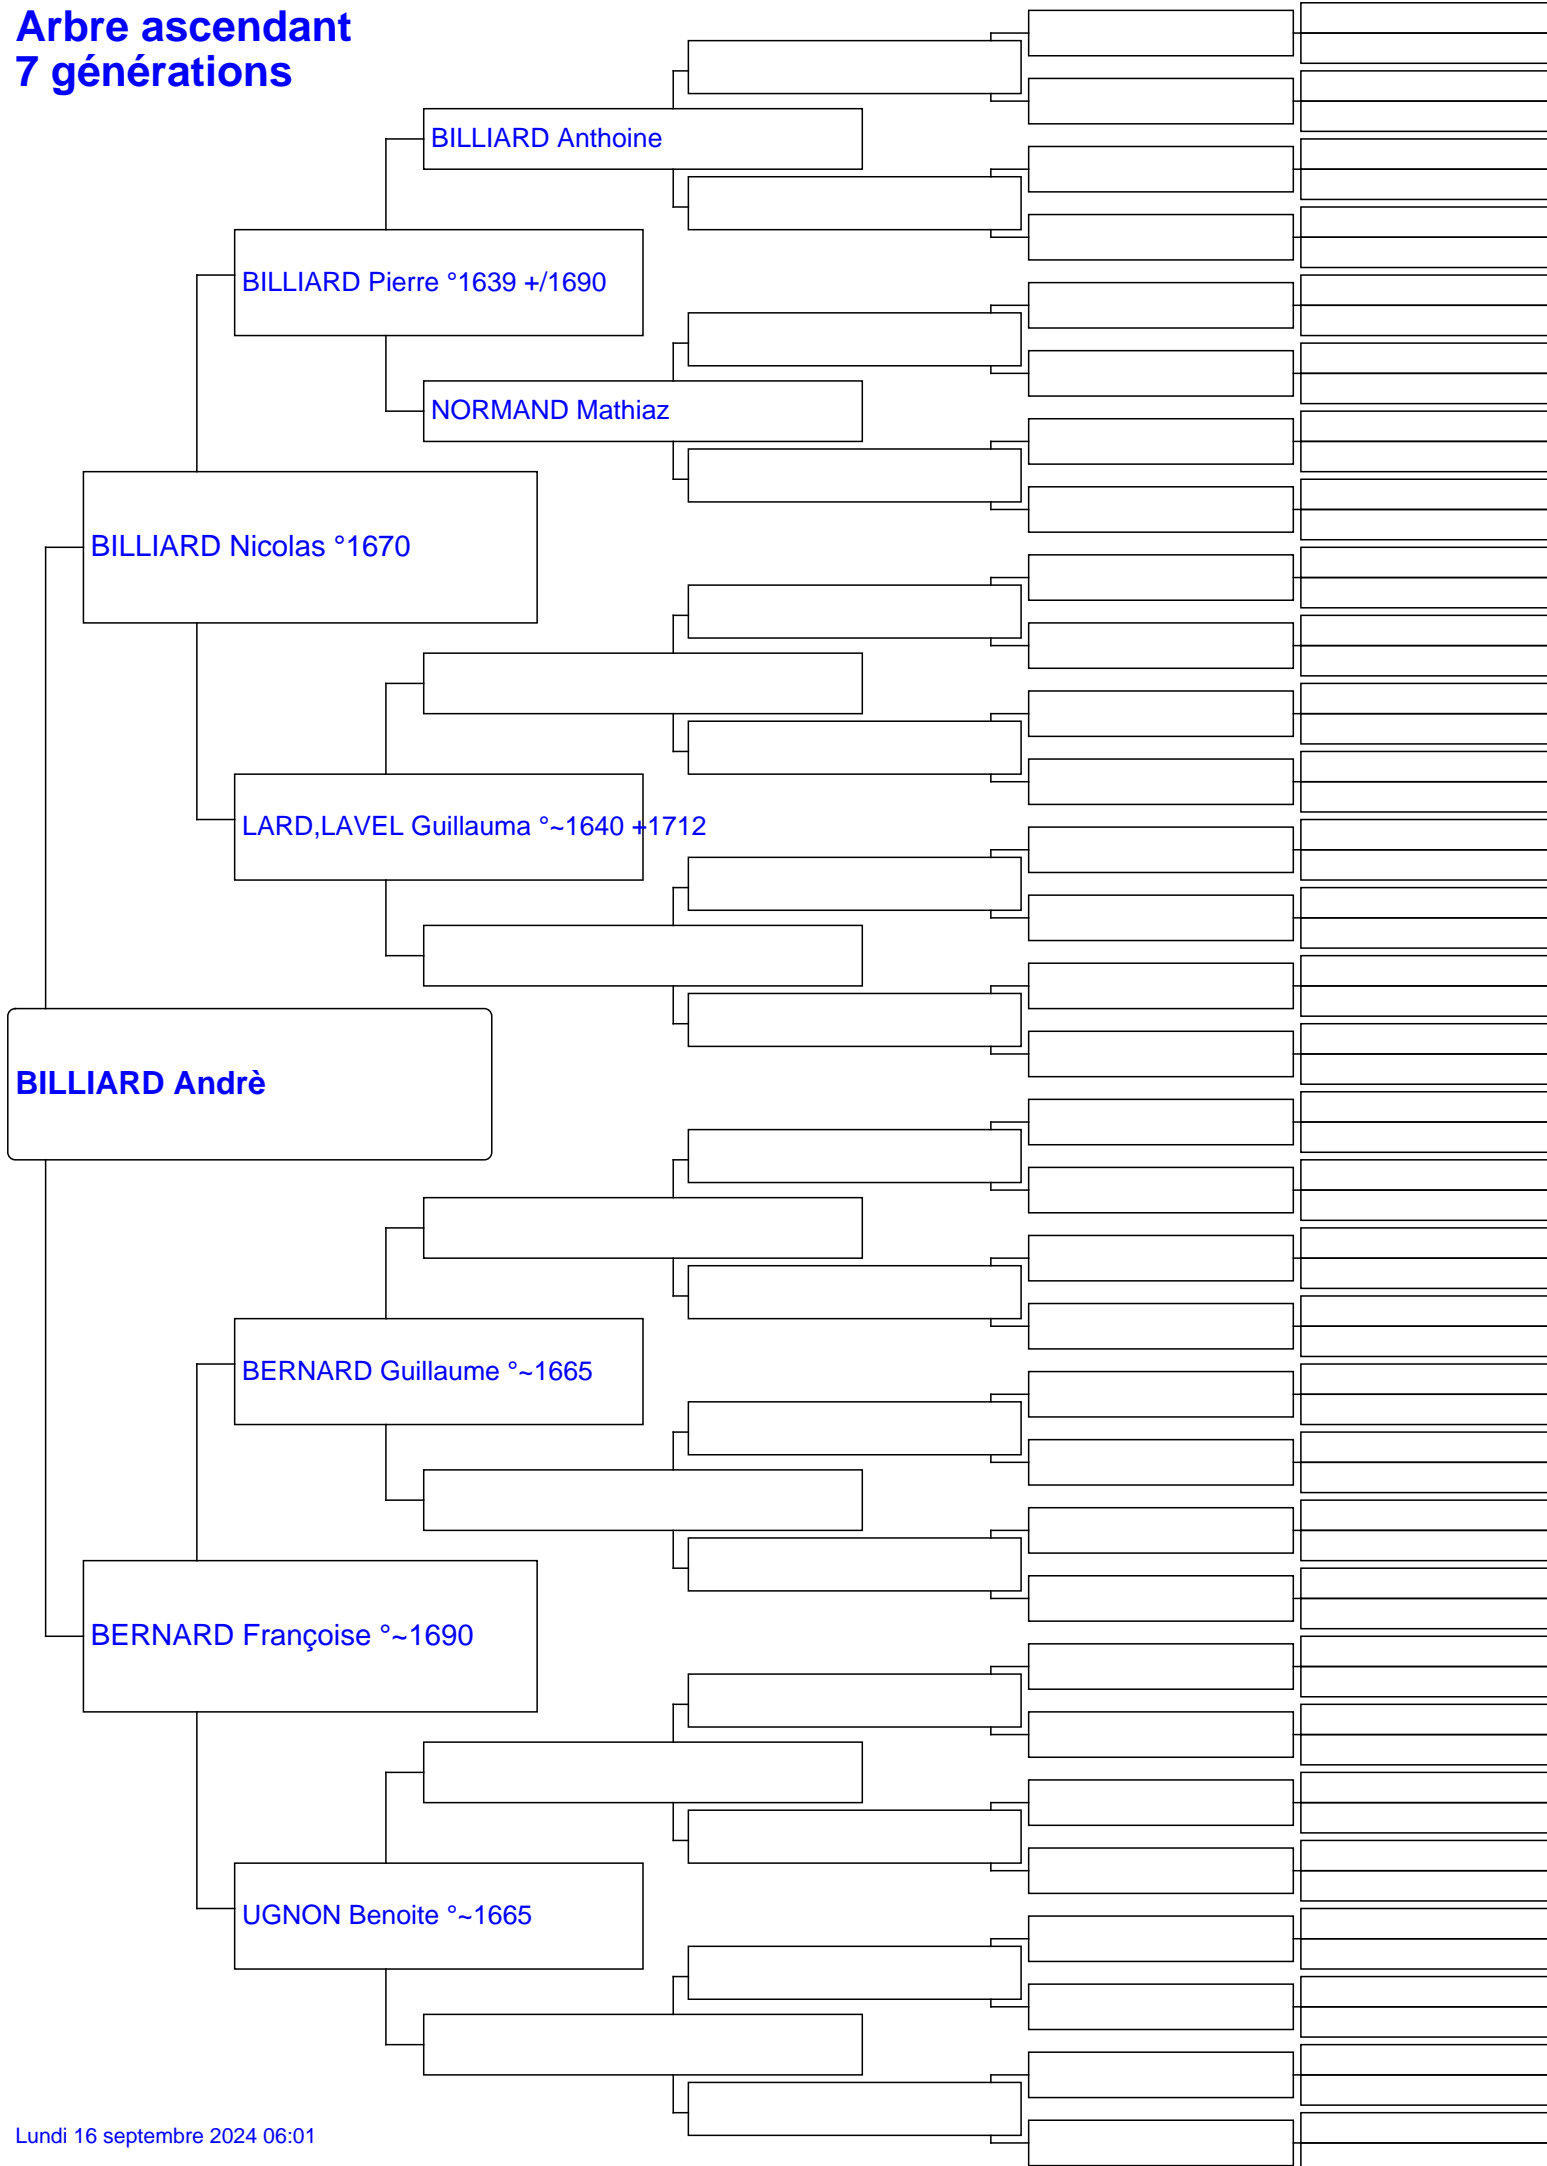 Arbre ascendant
7 générations
BILLIARD Anthoine
BILLIARD Pierre °1639 +/1690
NORMAND Mathiaz
BILLIARD Nicolas °1670
LARD,LAVEL Guillauma °~1640 +1712
BILLIARD Andrè
BERNARD Guillaume °~1665
BERNARD Françoise °~1690
UGNON Benoite °~1665
Lundi 16 septembre 2024 06:01